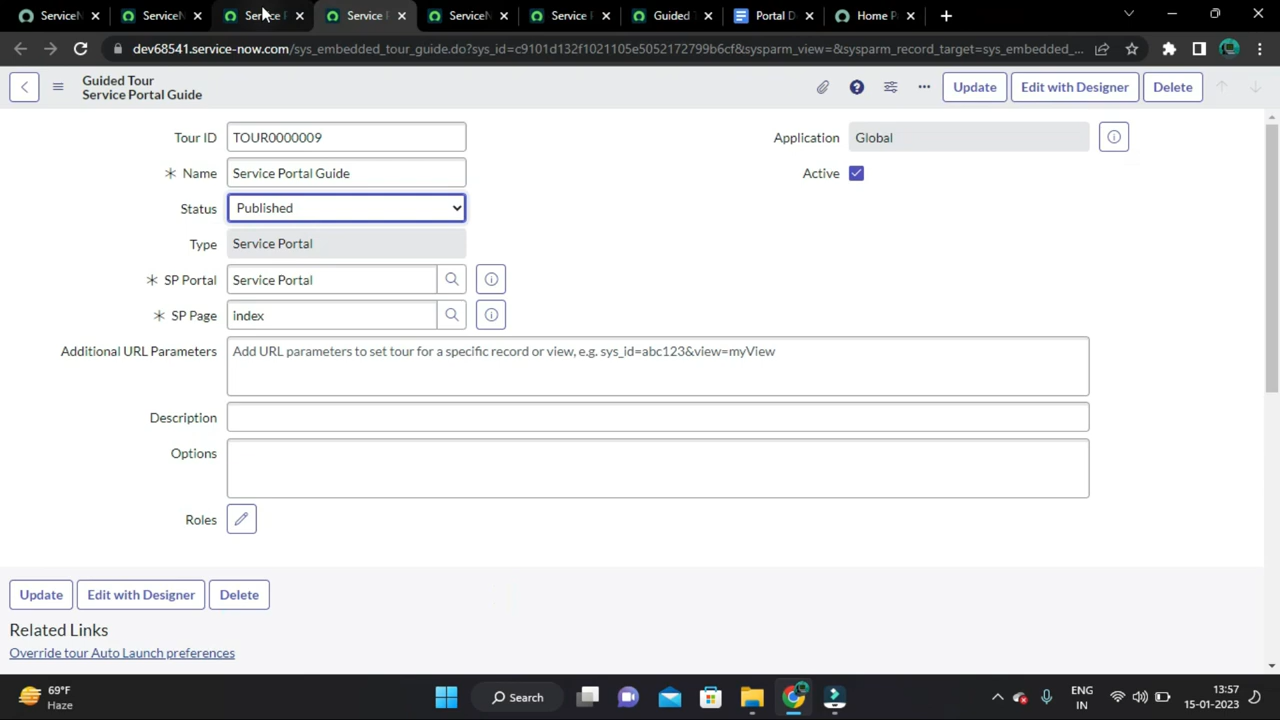 ServiceN
ServiceN
Service P
Service P
ServiceN
Service P
Guided T
Portal D
Home P
dev68541.service-now.com/sys_embedded_tour_guide.do?sys_id=c9101d132f1021105e5052172799b6cf&sysparm_view=&sysparm_record_target=sys_embedded_...
Guided Tour
Service Portal Guide
Update
Edit with Designer
Delete
Tour ID
TOUR0000009
Application
Global
Name
Service Portal Guide
Active
Status
Published
Type
Service Portal
SP Portal
Service Portal
SP Page
index
Additional URL Parameters
Add URL parameters to set tour for a specific record or view, e.g. sys_id=abc123&view=myView
Description
Options
Roles
Update
Edit with Designer
Delete
Related Links
Override tour Auto Launch preferences
69°F
Haze
Search
ENG
IN
13:57
15-01-2023